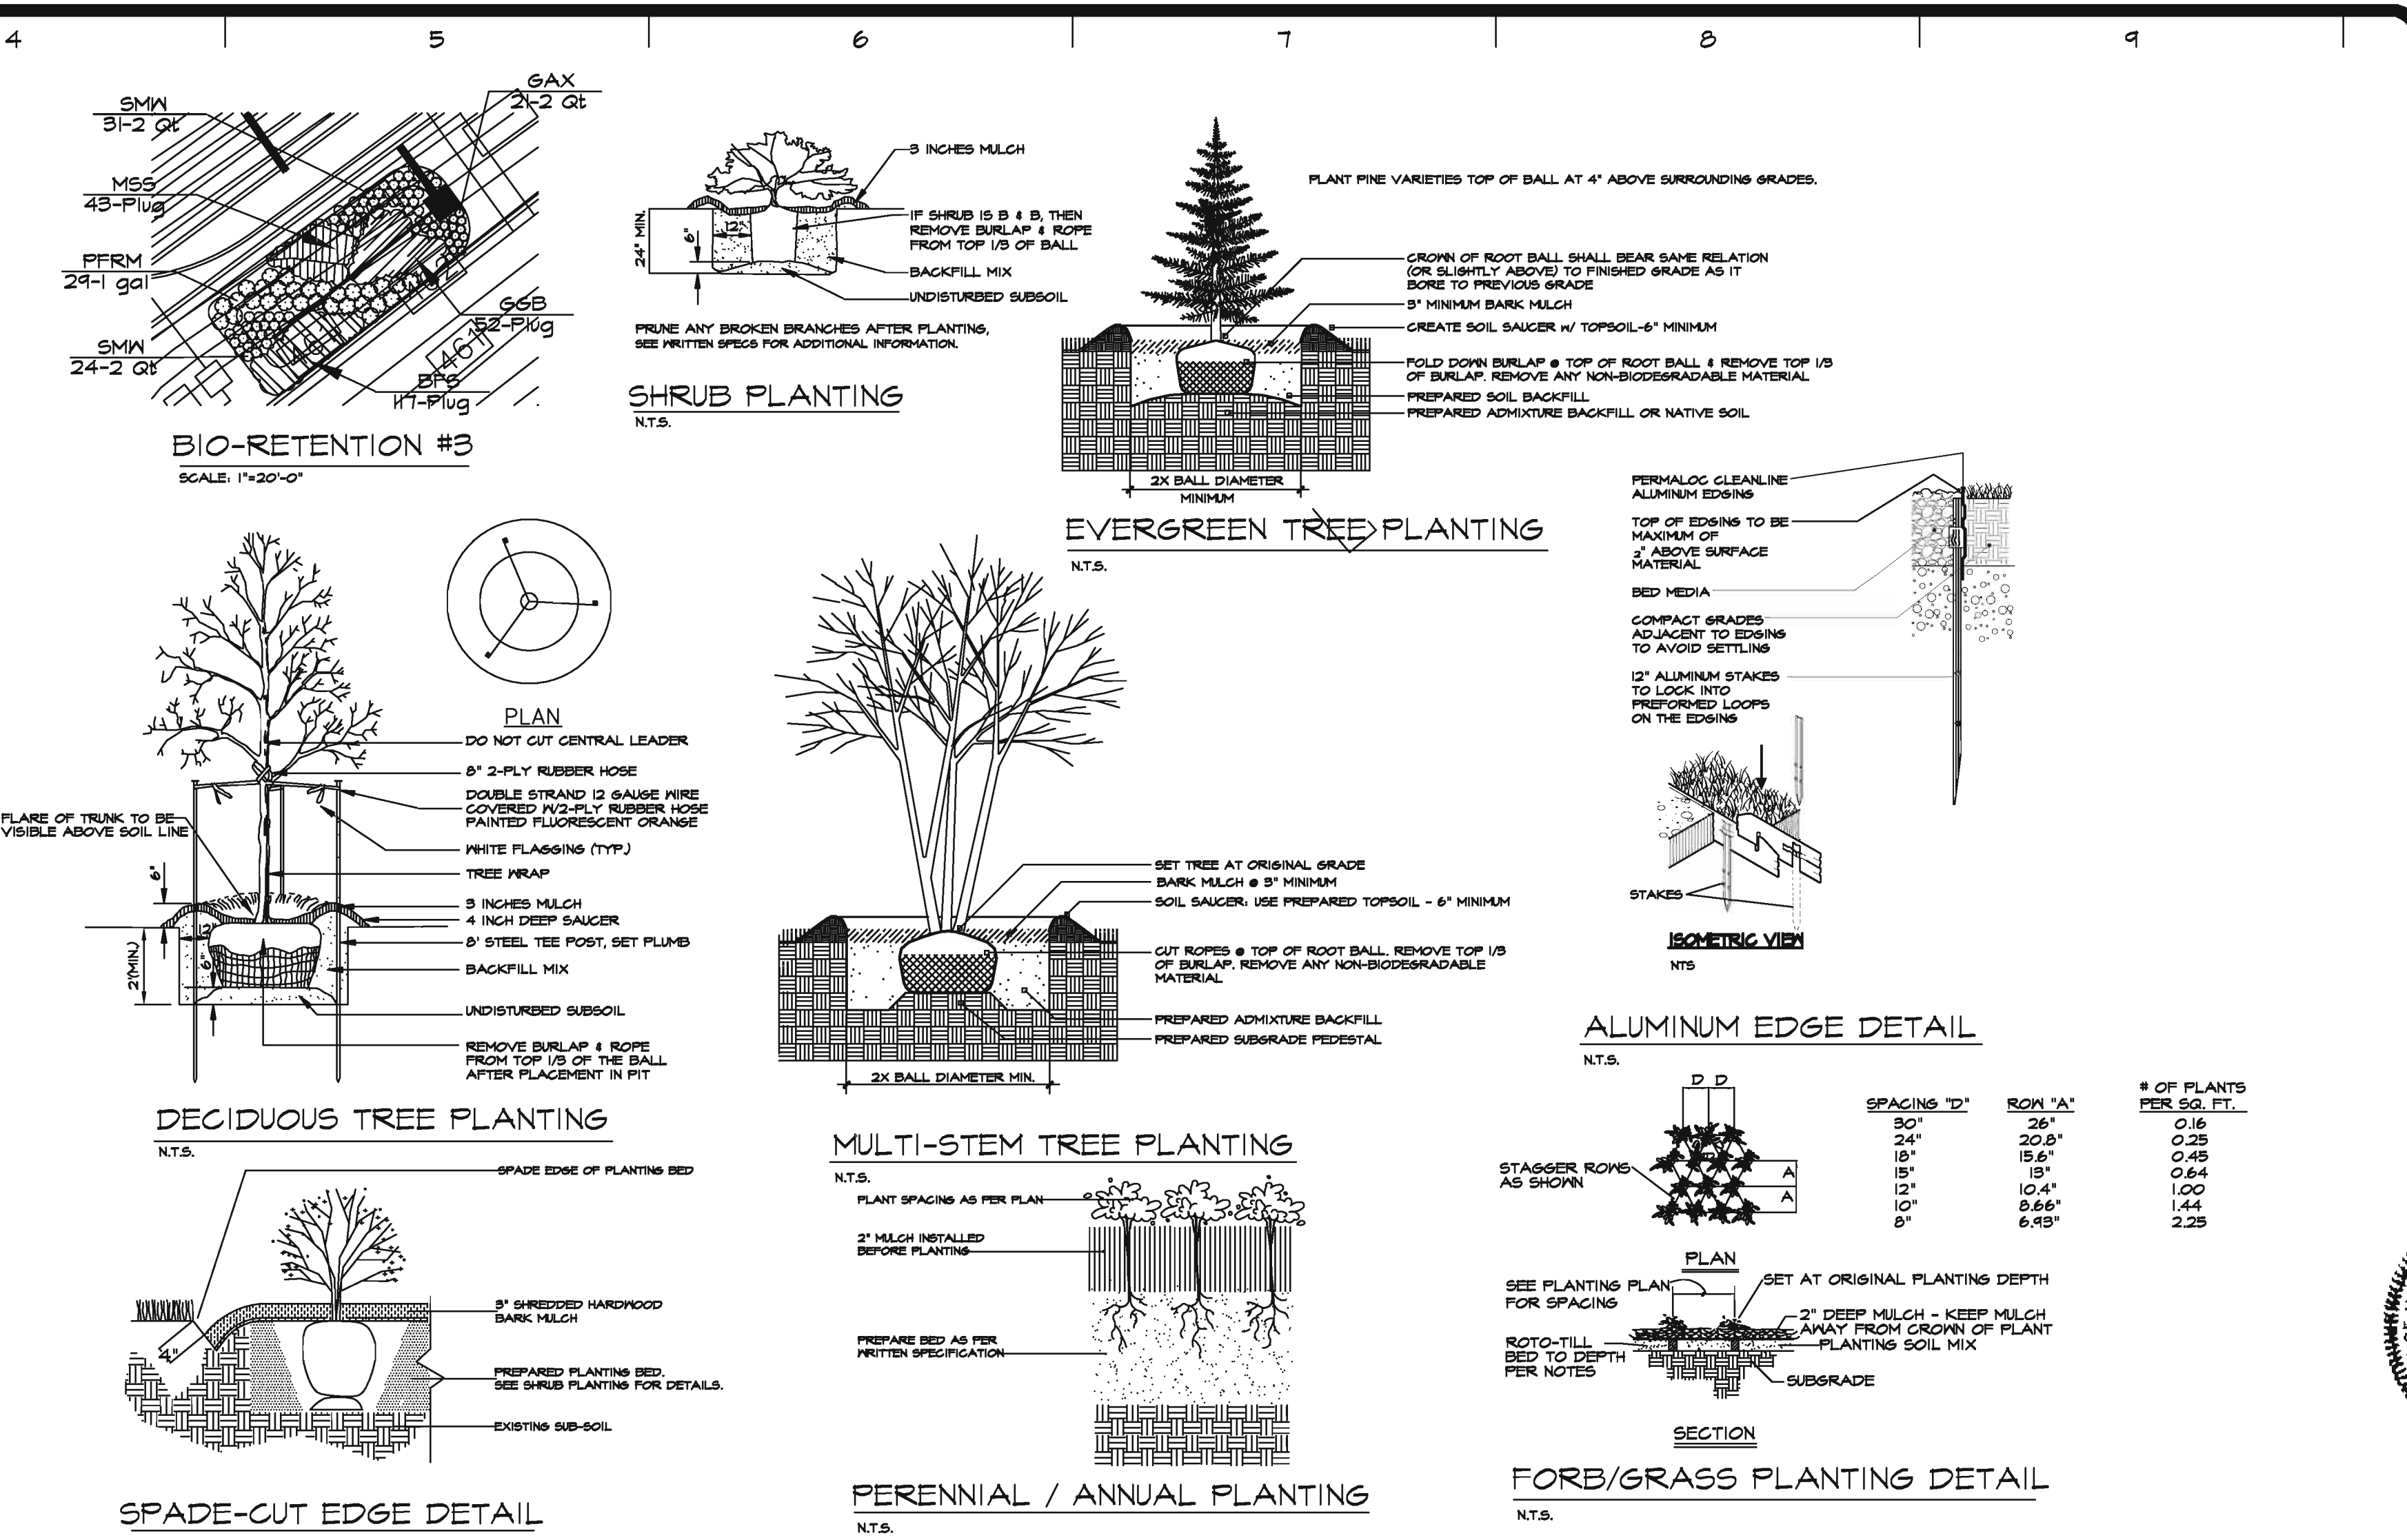 4
5
6
7
8
9
SMW
31-2 Qt
GAX
21-2 Qt
MSS
43-Plug
PFRM
29-1 gal
GGB
52-Plug
SMW
24-2 Qt
461
BFS
117-Plug
BIO-RETENTION #3
SCALE: 1"=20'-0"
3 INCHES MULCH
IF SHRUB IS B & B, THEN
REMOVE BURLAP & ROPE
FROM TOP 1/3 OF BALL
BACKFILL MIX
UNDISTURBED SUBSOIL
24" MIN.
6"
12"
PRUNE ANY BROKEN BRANCHES AFTER PLANTING,
SEE WRITTEN SPECS FOR ADDITIONAL INFORMATION.
SHRUB PLANTING
N.T.S.
PLANT PINE VARIETIES TOP OF BALL AT 4" ABOVE SURROUNDING GRADES.
CROWN OF ROOT BALL SHALL BEAR SAME RELATION
(OR SLIGHTLY ABOVE) TO FINISHED GRADE AS IT
BORE TO PREVIOUS GRADE
3" MINIMUM BARK MULCH
CREATE SOIL SAUCER W/ TOPSOIL-6" MINIMUM
FOLD DOWN BURLAP @ TOP OF ROOT BALL & REMOVE TOP 1/3
OF BURLAP. REMOVE ANY NON-BIODEGRADABLE MATERIAL
PREPARED SOIL BACKFILL
PREPARED ADMIXTURE BACKFILL OR NATIVE SOIL
2X BALL DIAMETER
MINIMUM
EVERGREEN TREE PLANTING
N.T.S.
PERMALOC CLEANLINE
ALUMINUM EDGING
TOP OF EDGING TO BE
MAXIMUM OF
2" ABOVE SURFACE
MATERIAL
BED MEDIA
COMPACT GRADES
ADJACENT TO EDGING
TO AVOID SETTLING
12" ALUMINUM STAKES
TO LOCK INTO
PREFORMED LOOPS
ON THE EDGING
STAKES
ISOMETRIC VIEW
NTS
ALUMINUM EDGE DETAIL
N.T.S.
PLAN
DO NOT CUT CENTRAL LEADER
8" 2-PLY RUBBER HOSE
DOUBLE STRAND 12 GAUGE WIRE
COVERED W/2-PLY RUBBER HOSE
PAINTED FLUORESCENT ORANGE
FLARE OF TRUNK TO BE
VISIBLE ABOVE SOIL LINE
WHITE FLAGGING (TYP.)
TREE WRAP
6"
3 INCHES MULCH
4 INCH DEEP SAUCER
8' STEEL TEE POST, SET PLUMB
12"
6"
2'(MIN.)
BACKFILL MIX
UNDISTURBED SUBSOIL
REMOVE BURLAP & ROPE
FROM TOP 1/3 OF THE BALL
AFTER PLACEMENT IN PIT
DECIDUOUS TREE PLANTING
N.T.S.
SET TREE AT ORIGINAL GRADE
BARK MULCH @ 3" MINIMUM
SOIL SAUCER: USE PREPARED TOPSOIL - 6" MINIMUM
CUT ROPES @ TOP OF ROOT BALL. REMOVE TOP 1/3
OF BURLAP. REMOVE ANY NON-BIODEGRADABLE
MATERIAL
PREPARED ADMIXTURE BACKFILL
PREPARED SUBGRADE PEDESTAL
2X BALL DIAMETER MIN.
MULTI-STEM TREE PLANTING
N.T.S.
SPADE EDGE OF PLANTING BED
3" SHREDDED HARDWOOD
BARK MULCH
4"
PREPARED PLANTING BED.
SEE SHRUB PLANTING FOR DETAILS.
EXISTING SUB-SOIL
SPADE-CUT EDGE DETAIL
PLANT SPACING AS PER PLAN
2" MULCH INSTALLED
BEFORE PLANTING
PREPARE BED AS PER
WRITTEN SPECIFICATION
PERENNIAL / ANNUAL PLANTING
N.T.S.
D D
STAGGER ROWS
AS SHOWN
A
A
PLAN
# OF PLANTS
SPACING "D" ROW "A" PER SQ. FT.
30" 26" 0.16
24" 20.8" 0.25
18" 15.6" 0.45
15" 13" 0.64
12" 10.4" 1.00
10" 8.66" 1.44
8" 6.93" 2.25
SEE PLANTING PLAN
FOR SPACING
SET AT ORIGINAL PLANTING DEPTH
2" DEEP MULCH - KEEP MULCH
AWAY FROM CROWN OF PLANT
PLANTING SOIL MIX
ROTO-TILL
BED TO DEPTH
PER NOTES
SUBGRADE
SECTION
FORB/GRASS PLANTING DETAIL
N.T.S.